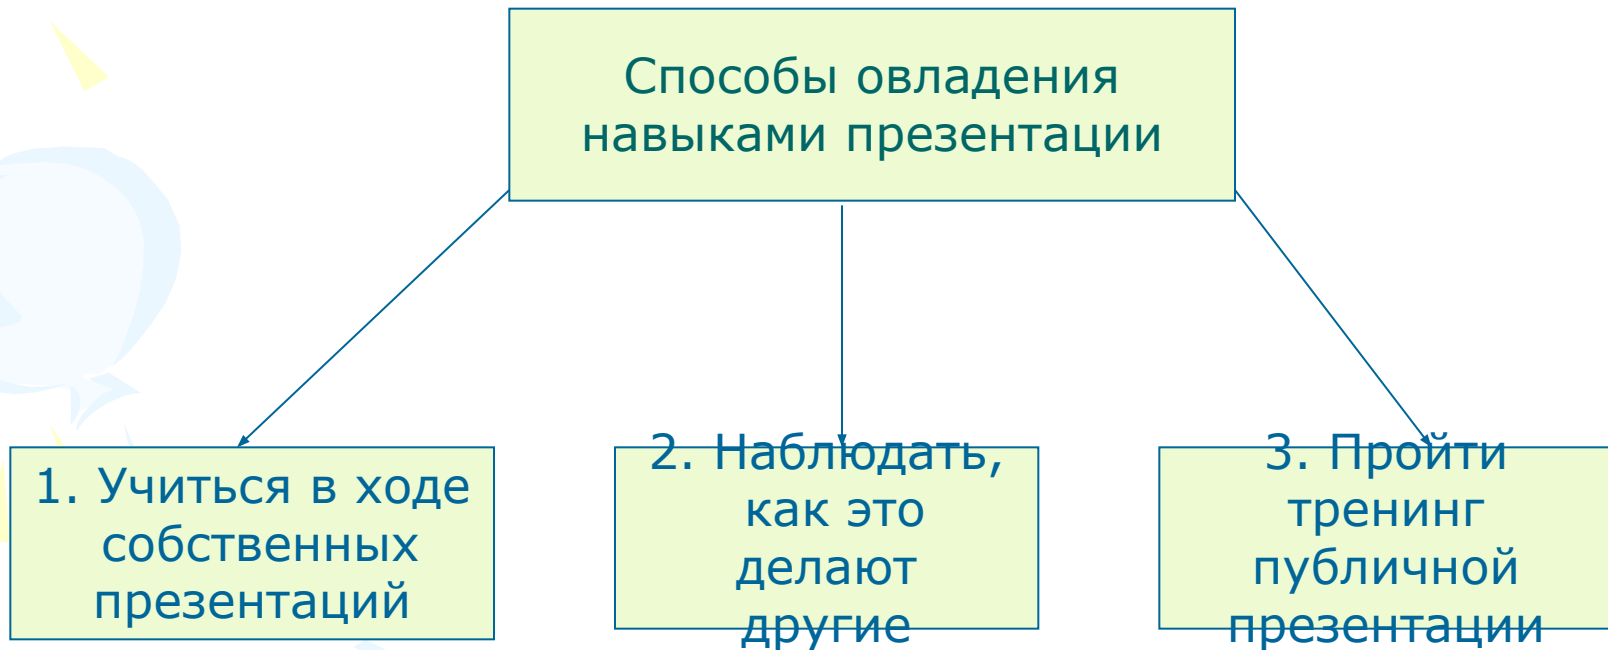 Способы овладения
навыками презентации
1. Учиться в ходе
собственных
презентаций
2. Наблюдать,
как это
делают
другие
3. Пройти
тренинг
публичной
презентации